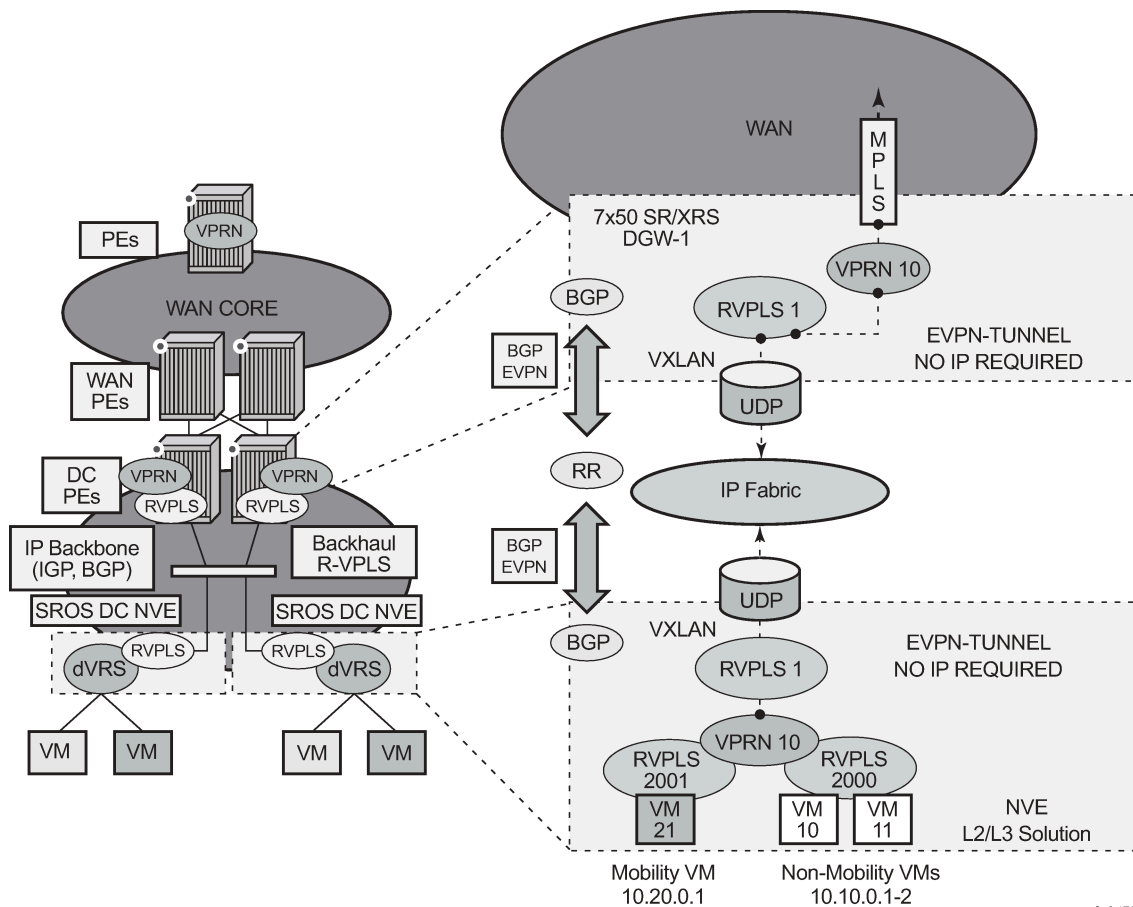 VPRN
PEs
WAN CORE
WAN
PEs
DC
PEs
VPRN
RVPLS
VPRN
RVPLS
IP Backbone
(IGP, BGP)
Backhaul
R-VPLS
SROS DC NVE
SROS DC NVE
RVPLS
dVRS
RVPLS
dVRS
VM
VM
VM
VM
WAN
MPLS
7x50 SR/XRS
DGW-1
VPRN 10
BGP
RVPLS 1
EVPN-TUNNEL
NO IP REQUIRED
BGP
EVPN
VXLAN
UDP
RR
IP Fabric
BGP
EVPN
UDP
VXLAN
BGP
RVPLS 1
EVPN-TUNNEL
NO IP REQUIRED
VPRN 10
RVPLS
2001
RVPLS
2000
VM
21
VM
10
VM
11
NVE
L2/L3 Solution
Mobility VM
10.20.0.1
Non-Mobility VMs
10.10.0.1-2